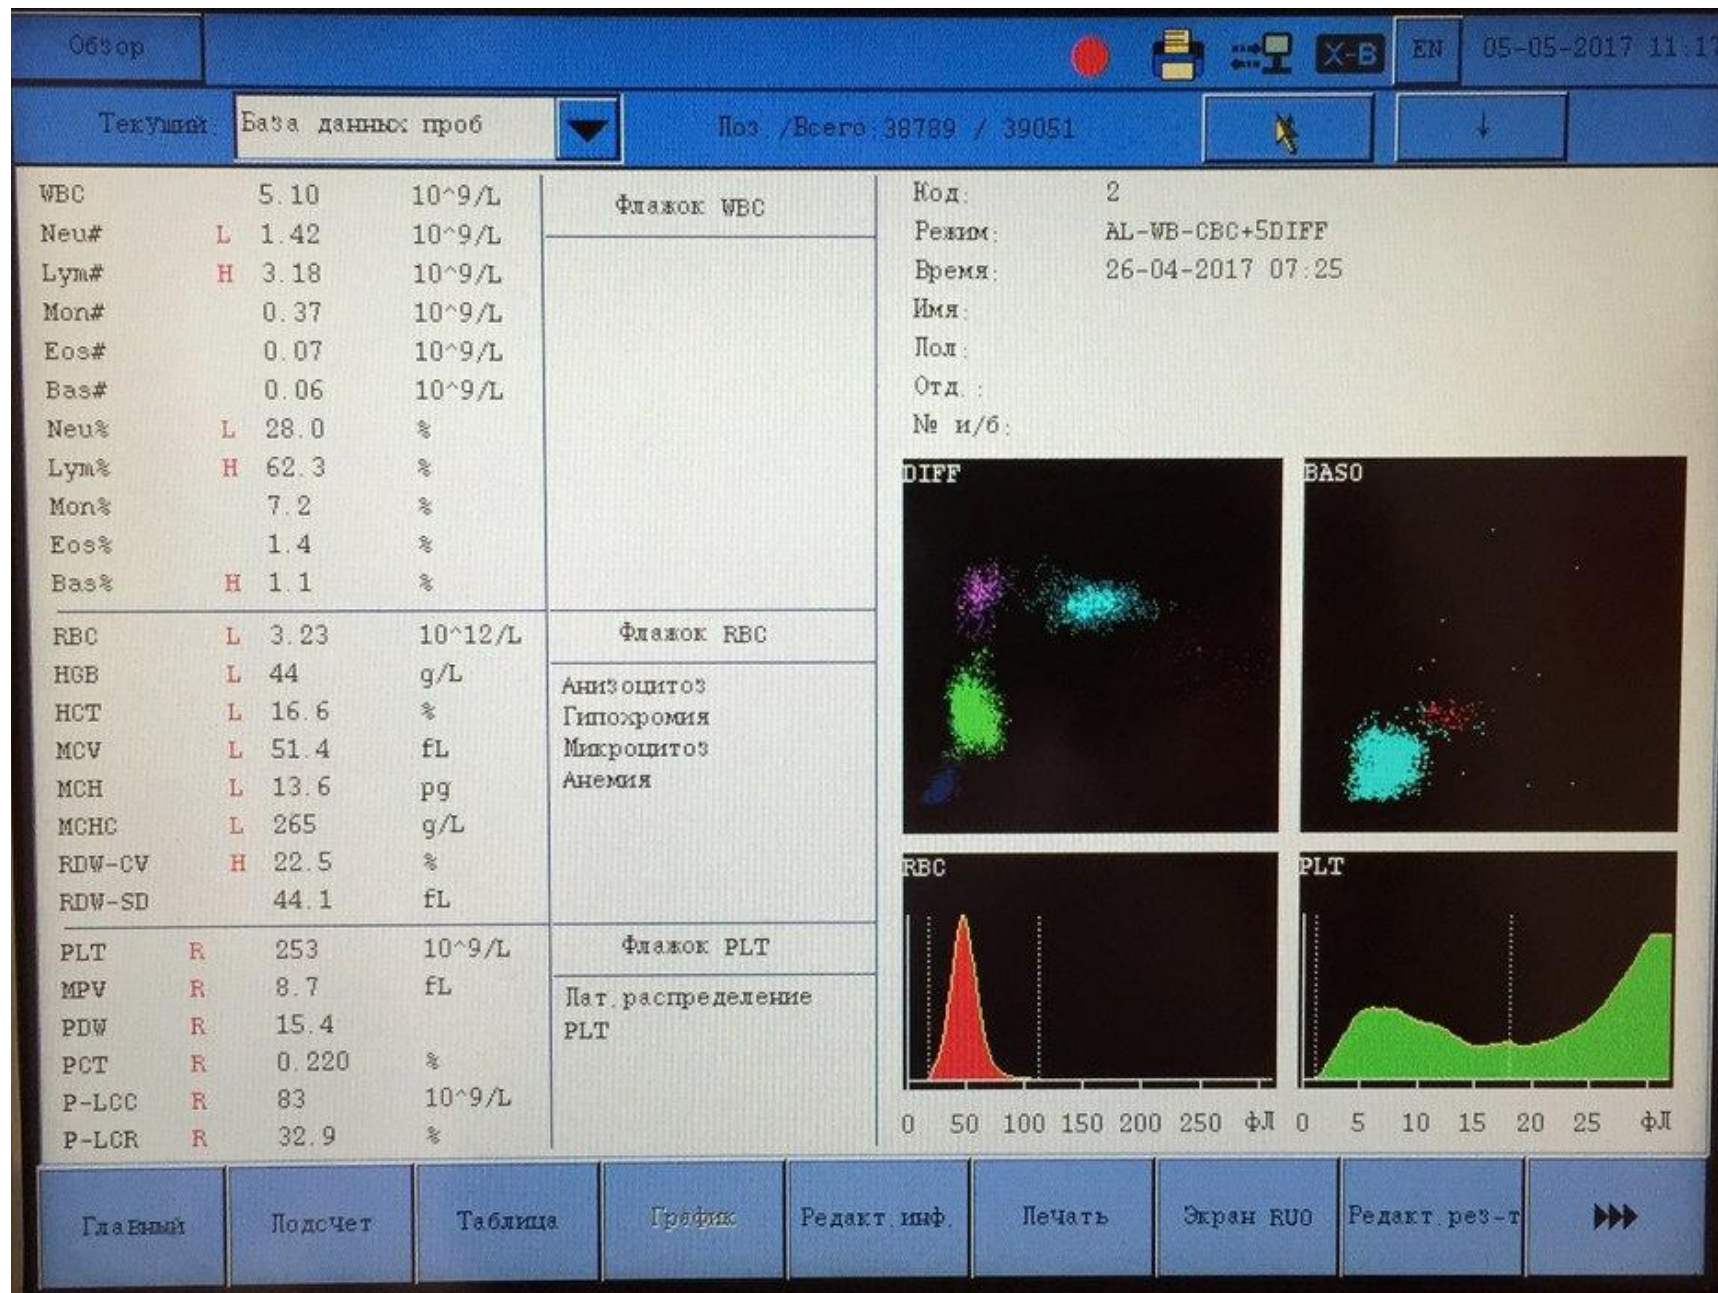 Обзор
X-B
EN
05-05-2017 11:17
Текущий:
База данных проб
Поз./Всего:38789 / 39051
↓
WBC 5.10 10^9/L
Neu# L 1.42 10^9/L
Lym# H 3.18 10^9/L
Mon# 0.37 10^9/L
Eos# 0.07 10^9/L
Bas# 0.06 10^9/L
Neu% L 28.0 %
Lym% H 62.3 %
Mon% 7.2 %
Eos% 1.4 %
Bas% H 1.1 %
RBC L 3.23 10^12/L
HGB L 44 g/L
HCT L 16.6 %
MCV L 51.4 fL
MCH L 13.6 pg
MCHC L 265 g/L
RDW-CV H 22.5 %
RDW-SD 44.1 fL
PLT R 253 10^9/L
MPV R 8.7 fL
PDW R 15.4
PCT R 0.220 %
P-LCC R 83 10^9/L
P-LCR R 32.9 %
Флажок WBC
Флажок RBC
Анизоцитоз
Гипохромия
Микроцитоз
Анемия
Флажок PLT
Пат.распределение
PLT
Код: 2
Режим: AL-WB-CBC+5DIFF
Время: 26-04-2017 07:25
Имя:
Пол:
Отд.:
№ и/б:
DIFF
BASO
RBC
0 50 100 150 200 250 фЛ
PLT
0 5 10 15 20 25 фЛ
Главный
Подсчет
Таблица
График
Редакт.инф.
Печать
Экран RUO
Редакт.рез-т